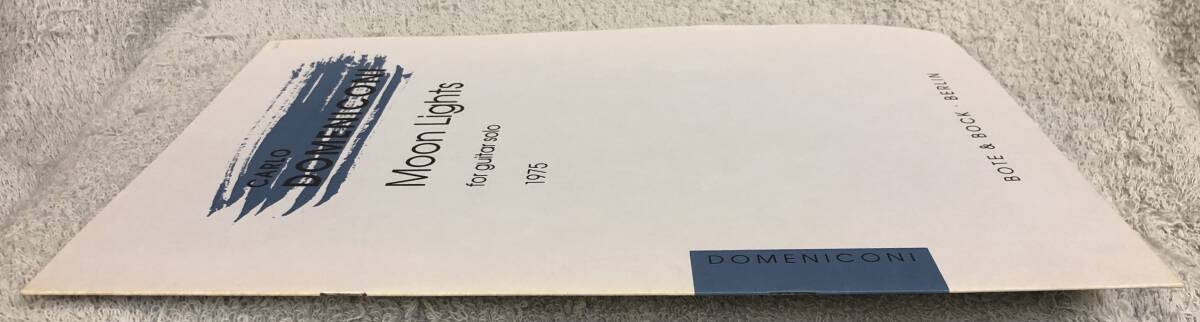 CARLO
DOMENICONI
Moon Lights
for guitar solo
1975
BOTE & BOCK · BERLIN
DOMENICONI